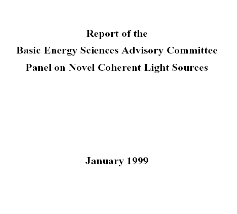 Report of the
Basic Energy Sciences Advisory Committee
Panel on Novel Coherent Light Sources
January 1999